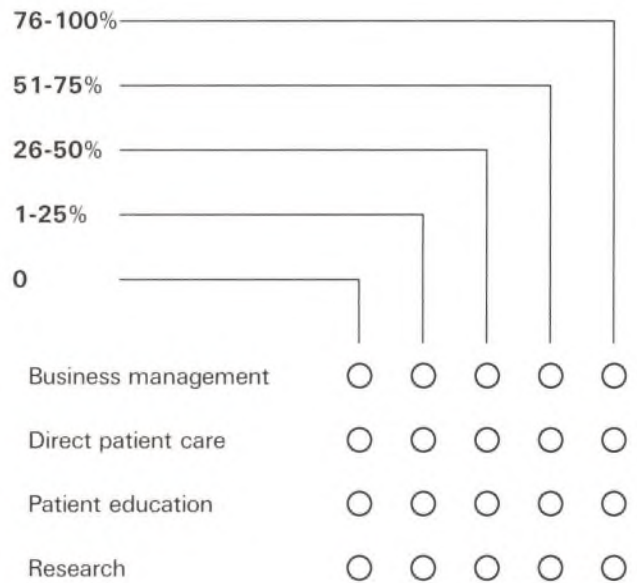 76-100%
51-75%
26-50%
1-25%
0
Business management
Direct patient care
Patient education
Research